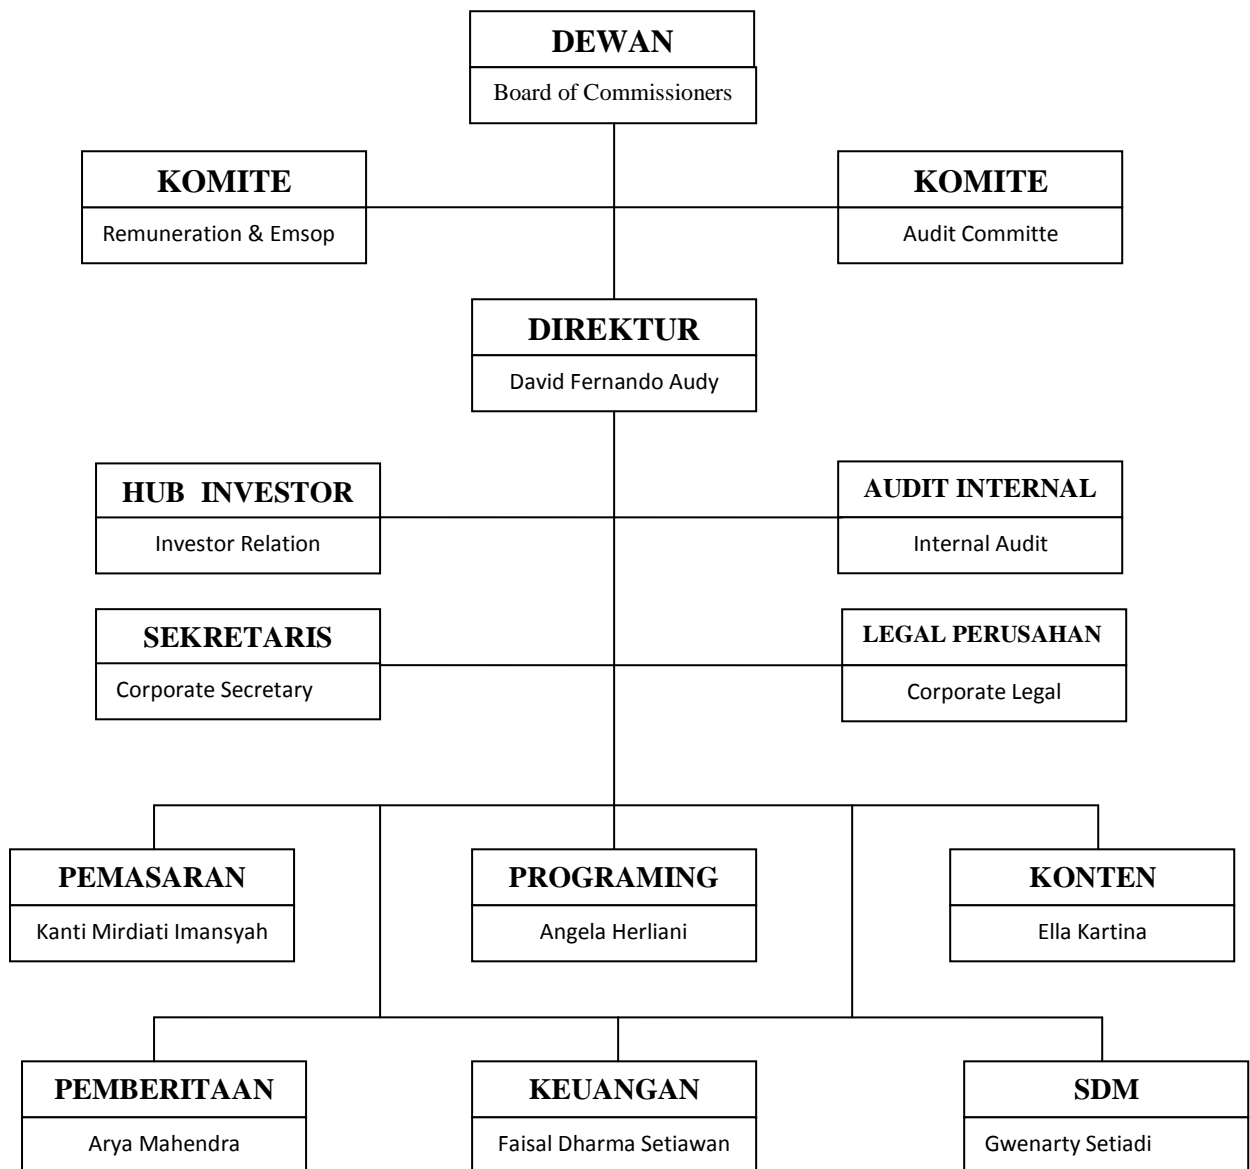 DEWAN
Board of Commissioners
KOMITE
Remuneration & Emsop
KOMITE
Audit Committe
DIREKTUR
David Fernando Audy
HUB INVESTOR
Investor Relation
AUDIT INTERNAL
Internal Audit
SEKRETARIS
Corporate Secretary
LEGAL PERUSAHAN
Corporate Legal
PEMASARAN
Kanti Mirdiati Imansyah
PROGRAMING
Angela Herliani
KONTEN
Ella Kartina
PEMBERITAAN
Arya Mahendra
KEUANGAN
Faisal Dharma Setiawan
SDM
Gwenarty Setiadi